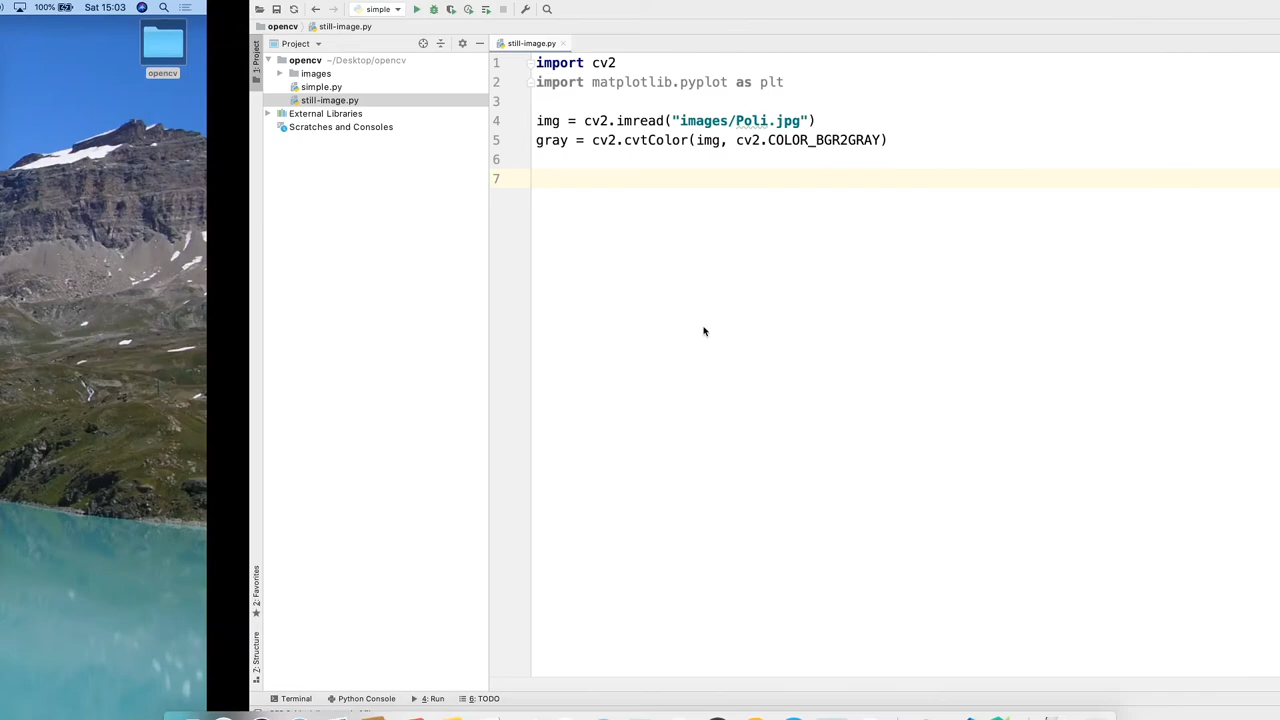 100% Sat 15:03
opencv
simple
opencv still-image.py
1: Project
Project
still-image.py
opencv ~/Desktop/opencv
images
simple.py
still-image.py
External Libraries
Scratches and Consoles
1 import cv2
2 import matplotlib.pyplot as plt
3
4 img = cv2.imread("images/Poli.jpg")
5 gray = cv2.cvtColor(img, cv2.COLOR_BGR2GRAY)
6
7
2: Favorites
7: Structure
Terminal Python Console 4: Run 6: TODO